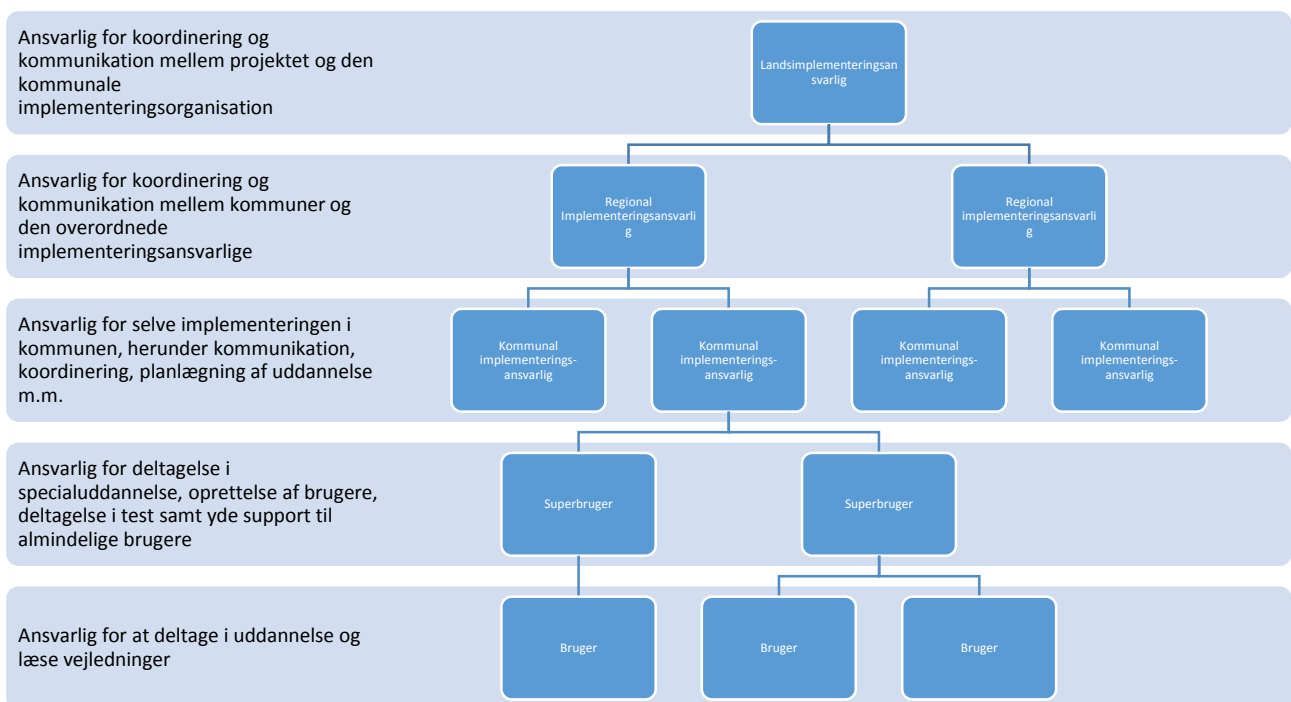 Ansvarlig for koordinering og
kommunikation mellem projektet og den
kommunale
implementeringsorganisation
Landsimplementeringsan
svarlig
Ansvarlig for koordinering og
kommunikation mellem kommuner og
den overordnede
implementeringsansvarlige
Regional
Implementeringsansvarli
g
Regional
implementeringsansvarli
g
Ansvarlig for selve implementeringen i
kommunen, herunder kommunikation,
koordinering, planlægning af uddannelse
m.m.
Kommunal
implementerings-
ansvarlig
Kommunal
implementerings-
ansvarlig
Kommunal
implementerings-
ansvarlig
Kommunal
implementerings-
ansvarlig
Ansvarlig for deltagelse i
specialuddannelse, oprettelse af brugere,
deltagelse i test samt yde support til
almindelige brugere
Superbruger
Superbruger
Ansvarlig for at deltage i uddannelse og
læse vejledninger
Bruger
Bruger
Bruger